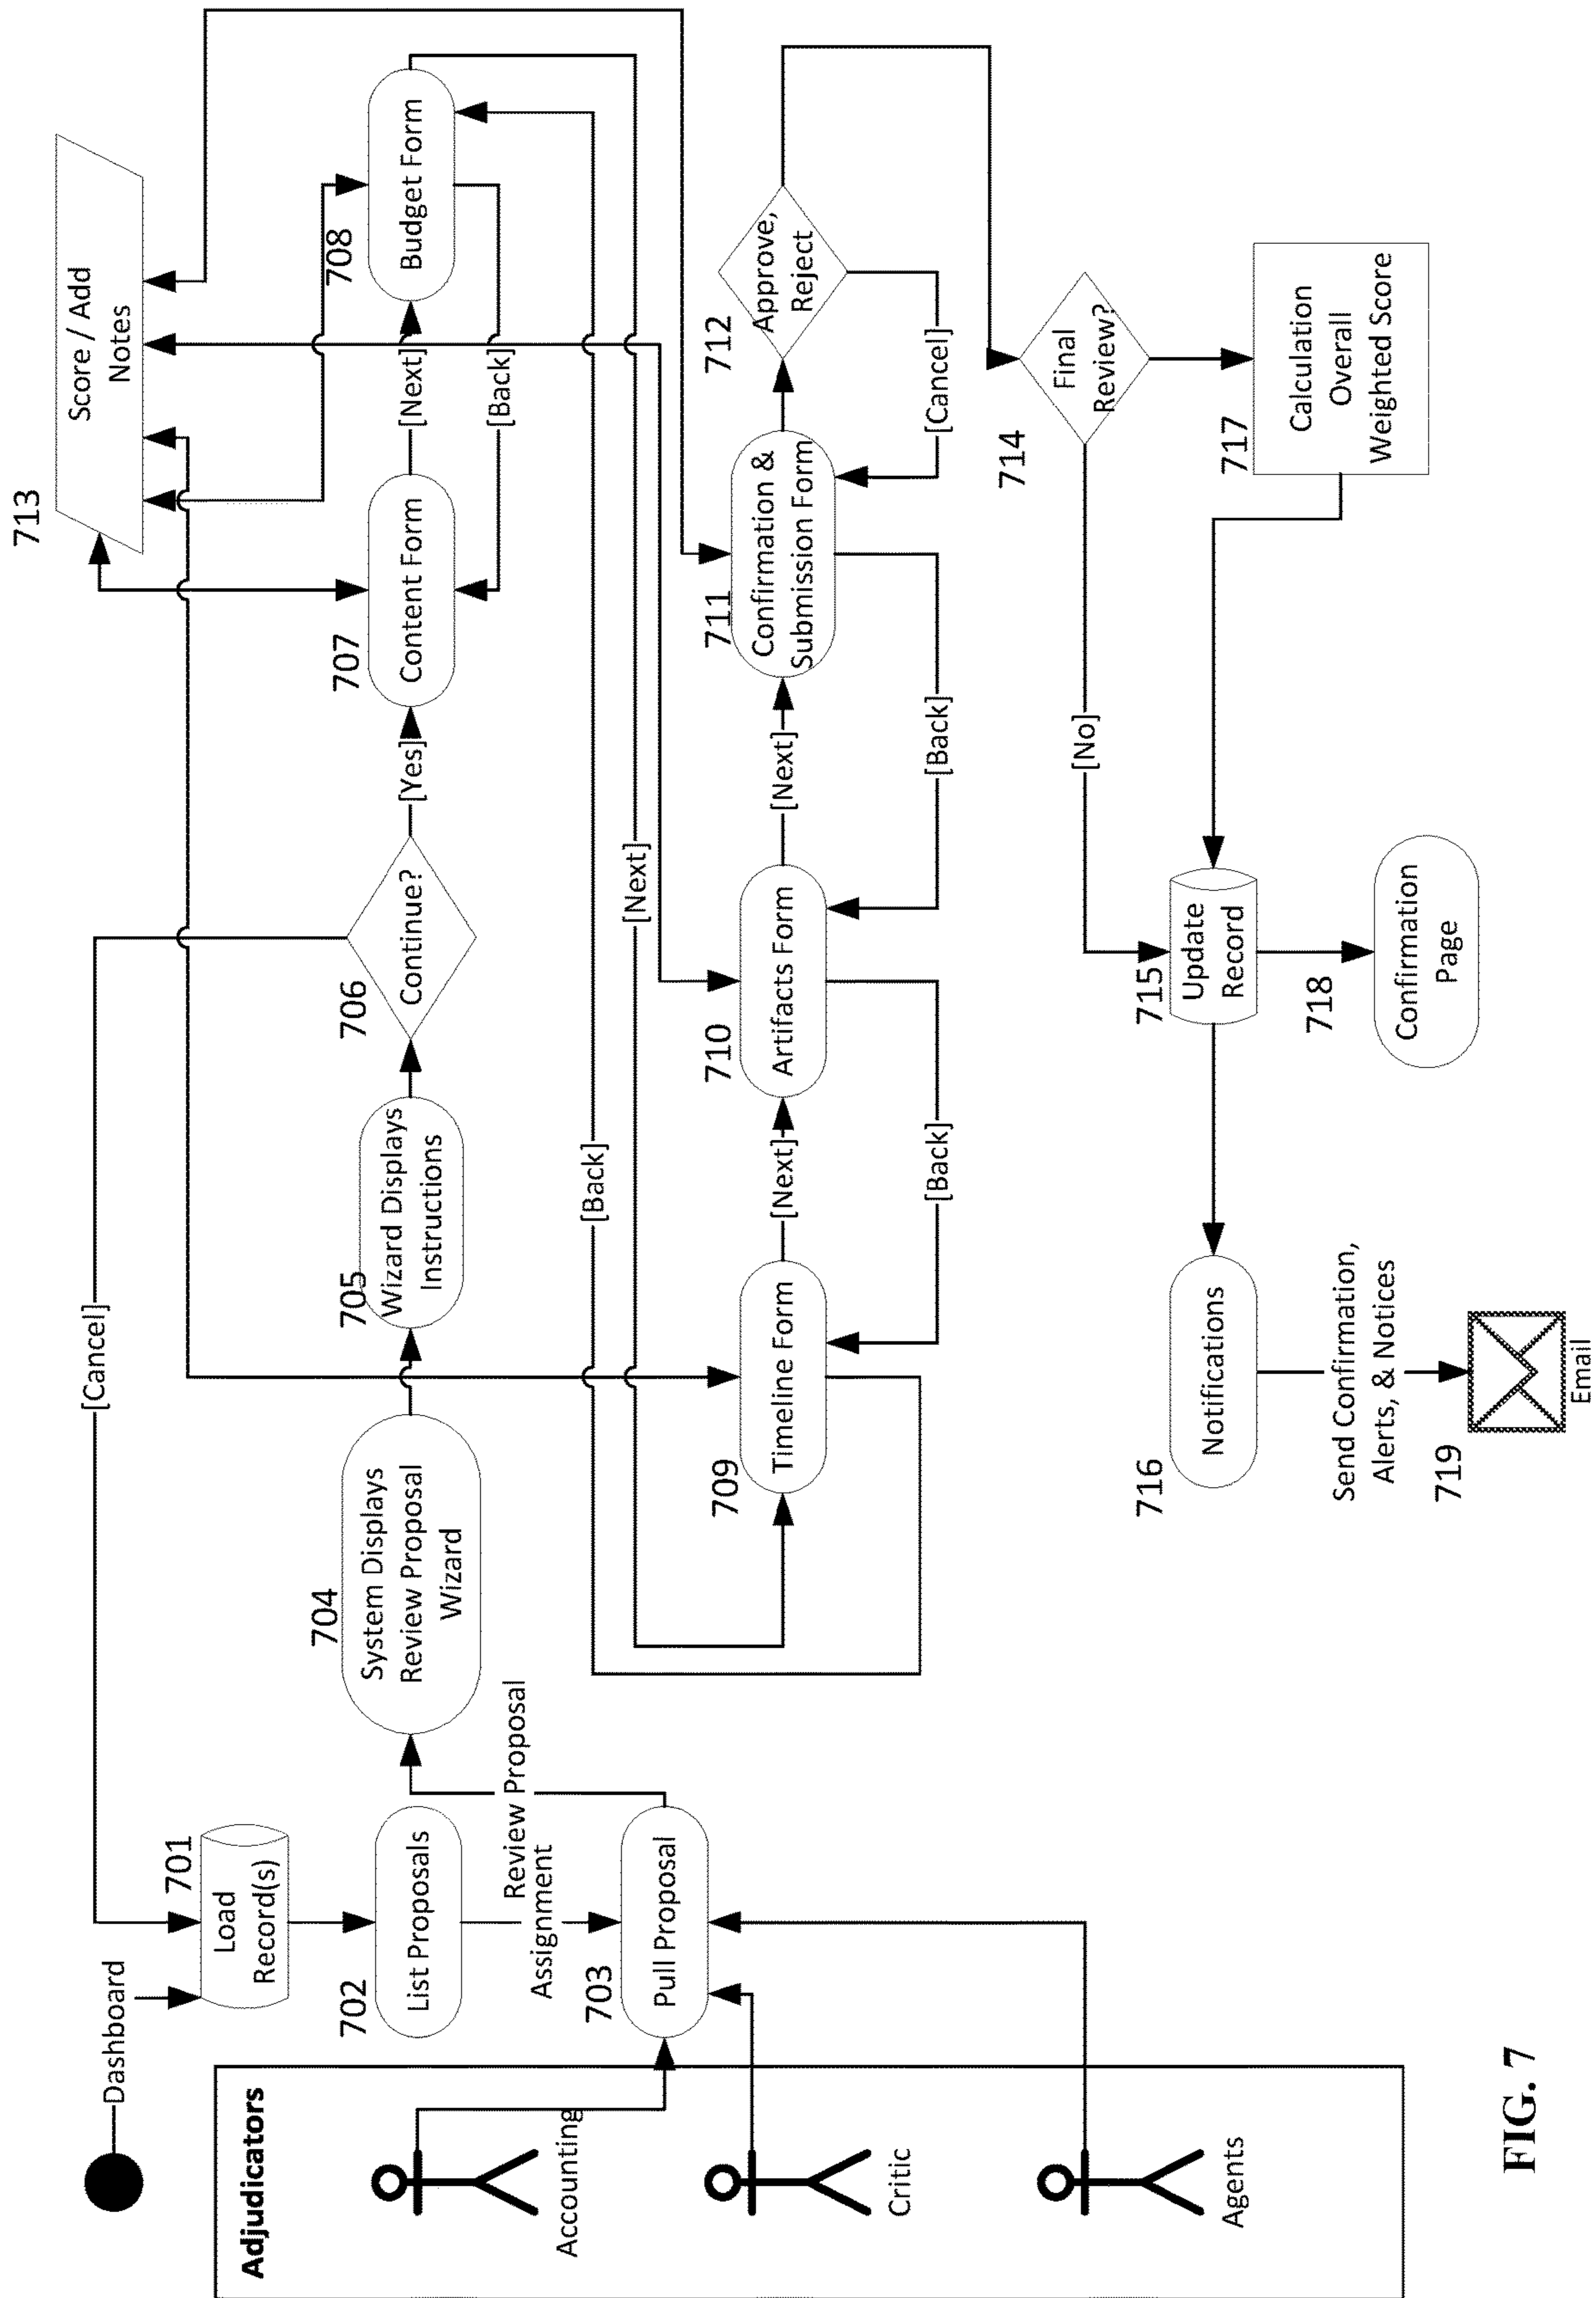 Dashboard
Adjudicators
Accounting
Critic
Agents
701
Load
Record(s)
702
List Proposals
Review Proposal
Assignment
703
Pull Proposal
[Cancel]
704
System Displays
Review Proposal
Wizard
705
Wizard Displays
Instructions
706
Continue?
[Yes]
707
Content Form
[Next]
[Back]
708
Budget Form
713
Score / Add
Notes
[Back]
[Next]
709
Timeline Form
[Next]
[Back]
710
Artifacts Form
[Next]
[Back]
711
Confirmation &
Submission Form
[Cancel]
712
Approve,
Reject
714
Final
Review?
[No]
717
Calculation
Overall
Weighted Score
715
Update
Record
718
Confirmation
Page
716
Notifications
Send Confirmation,
Alerts, & Notices
719
Email
FIG. 7